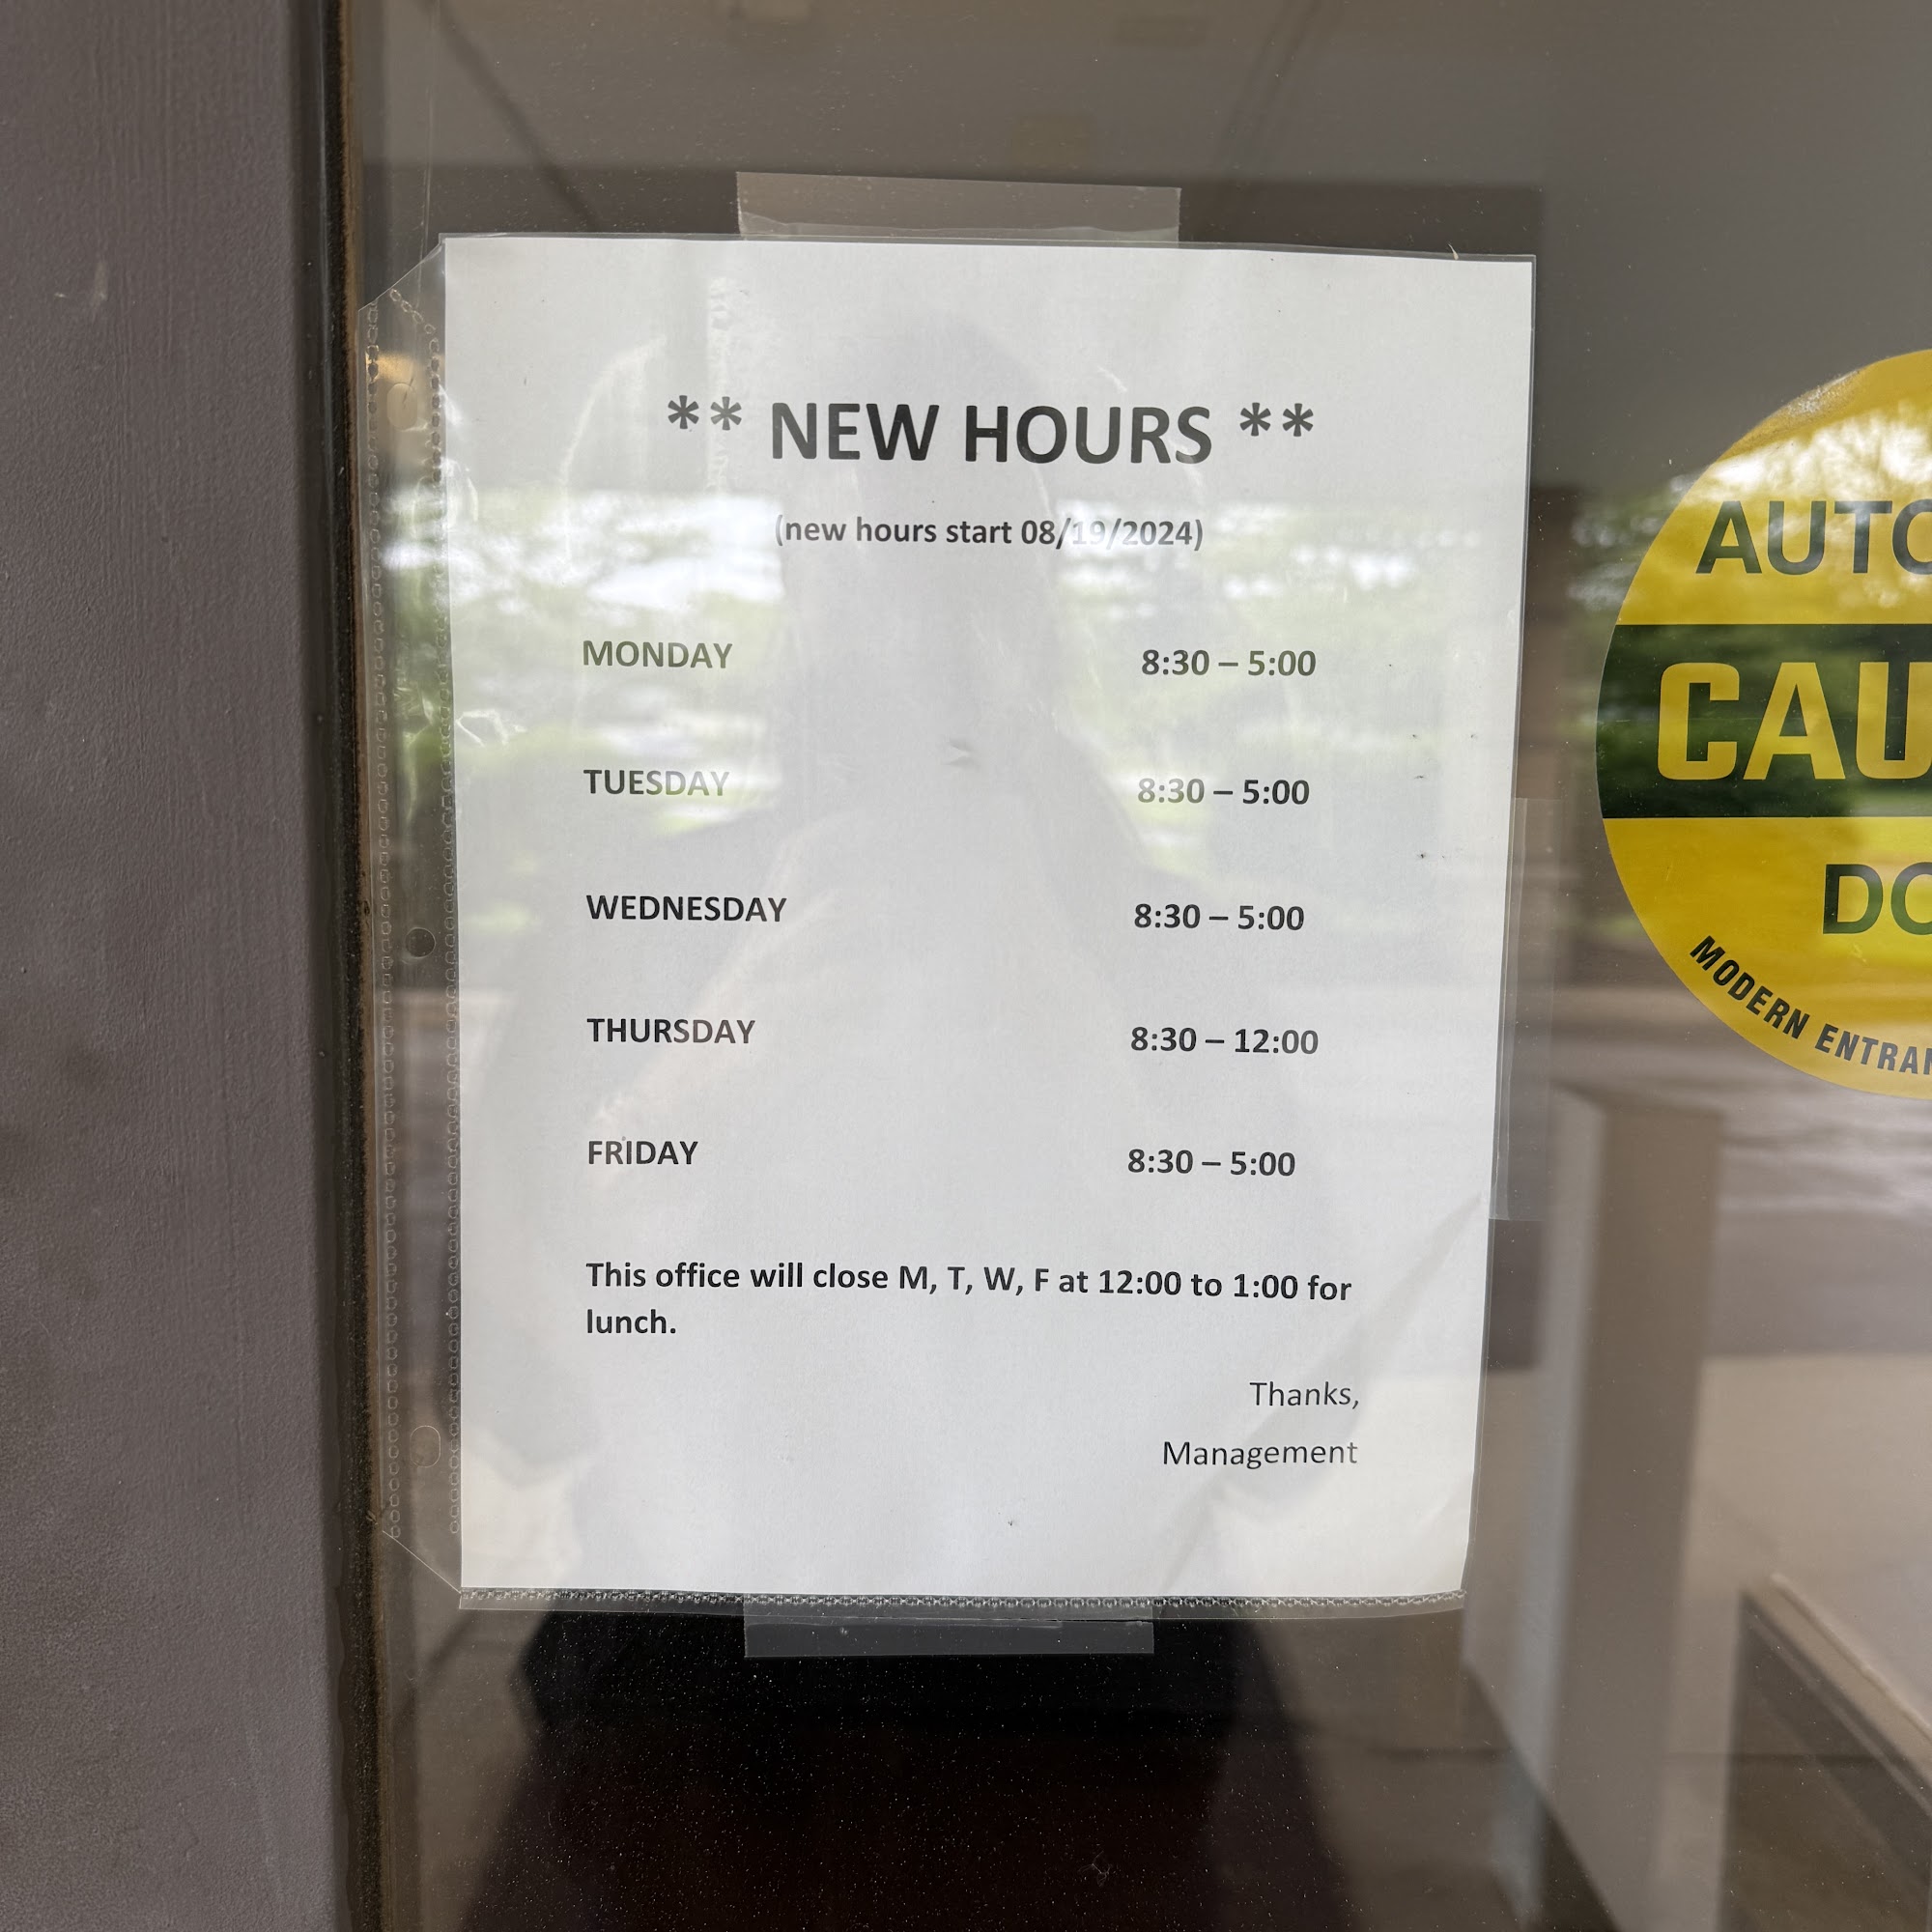 ** NEW HOURS **
(new hours start 08/19/2024)
MONDAY 8:30 – 5:00
TUESDAY 8:30 – 5:00
WEDNESDAY 8:30 – 5:00
THURSDAY 8:30 – 12:00
FRIDAY 8:30 – 5:00
This office will close M, T, W, F at 12:00 to 1:00 for
lunch.
Thanks,
Management
AUTO
CAU
DO
MODERN ENTRAN